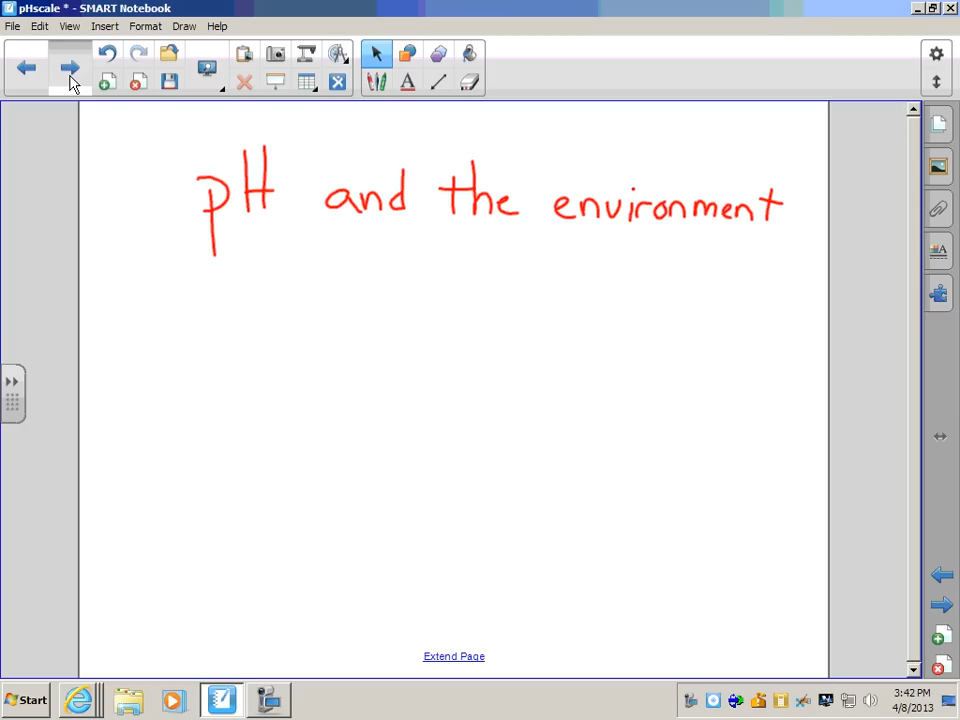 pHscale * - SMART Notebook
File Edit View Insert Format Draw Help
pH and the environment
Extend Page
Start
3:42 PM
4/8/2013